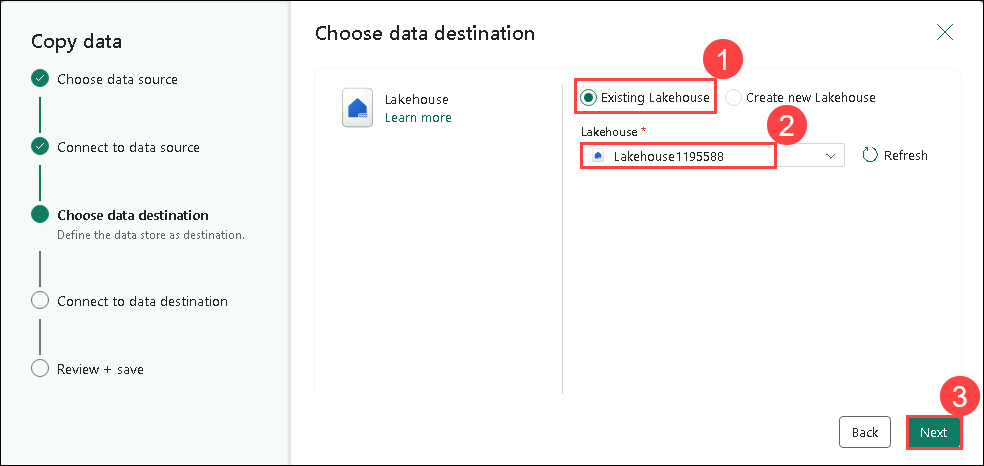 Copy data
Choose data source
Connect to data source
Choose data destination
Define the data store as destination.
Connect to data destination
Review + save
Choose data destination
Lakehouse
Learn more
1
Existing Lakehouse
Create new Lakehouse
Lakehouse *
2
Lakehouse1195588
Refresh
3
Back
Next